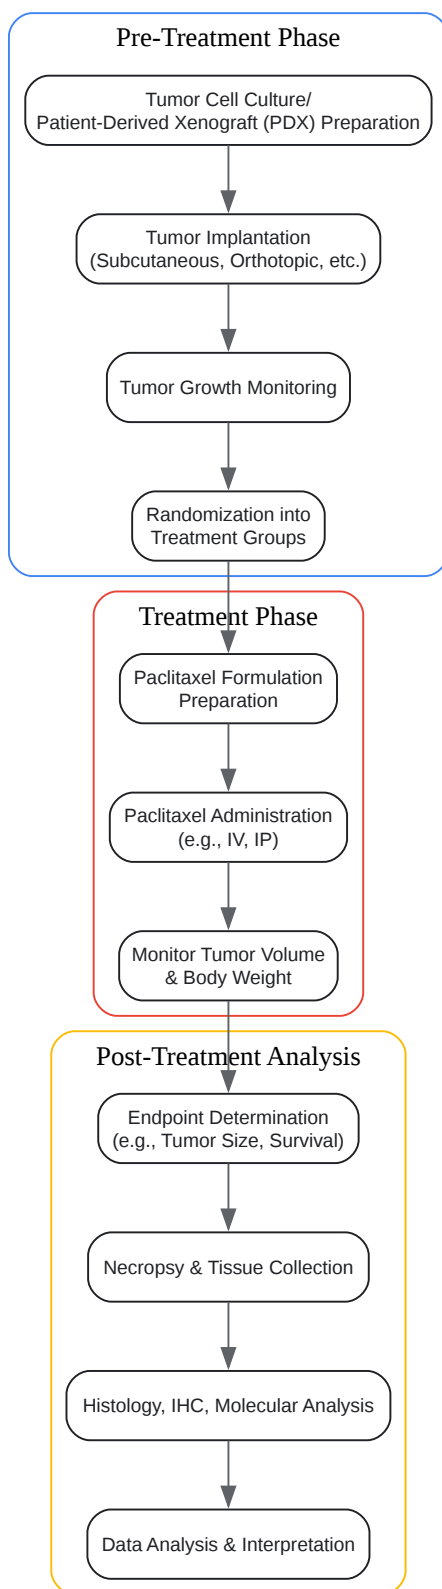 Pre-Treatment Phase
Tumor Cell Culture/
Patient-Derived Xenograft (PDX) Preparation
Tumor Implantation
(Subcutaneous, Orthotopic, etc.)
Tumor Growth Monitoring
Randomization into
Treatment Groups
Treatment Phase
Paclitaxel Formulation
Preparation
Paclitaxel Administration
(e.g., IV, IP)
Monitor Tumor Volume
& Body Weight
Post-Treatment Analysis
Endpoint Determination
(e.g., Tumor Size, Survival)
Necropsy & Tissue Collection
Histology, IHC, Molecular Analysis
Data Analysis & Interpretation